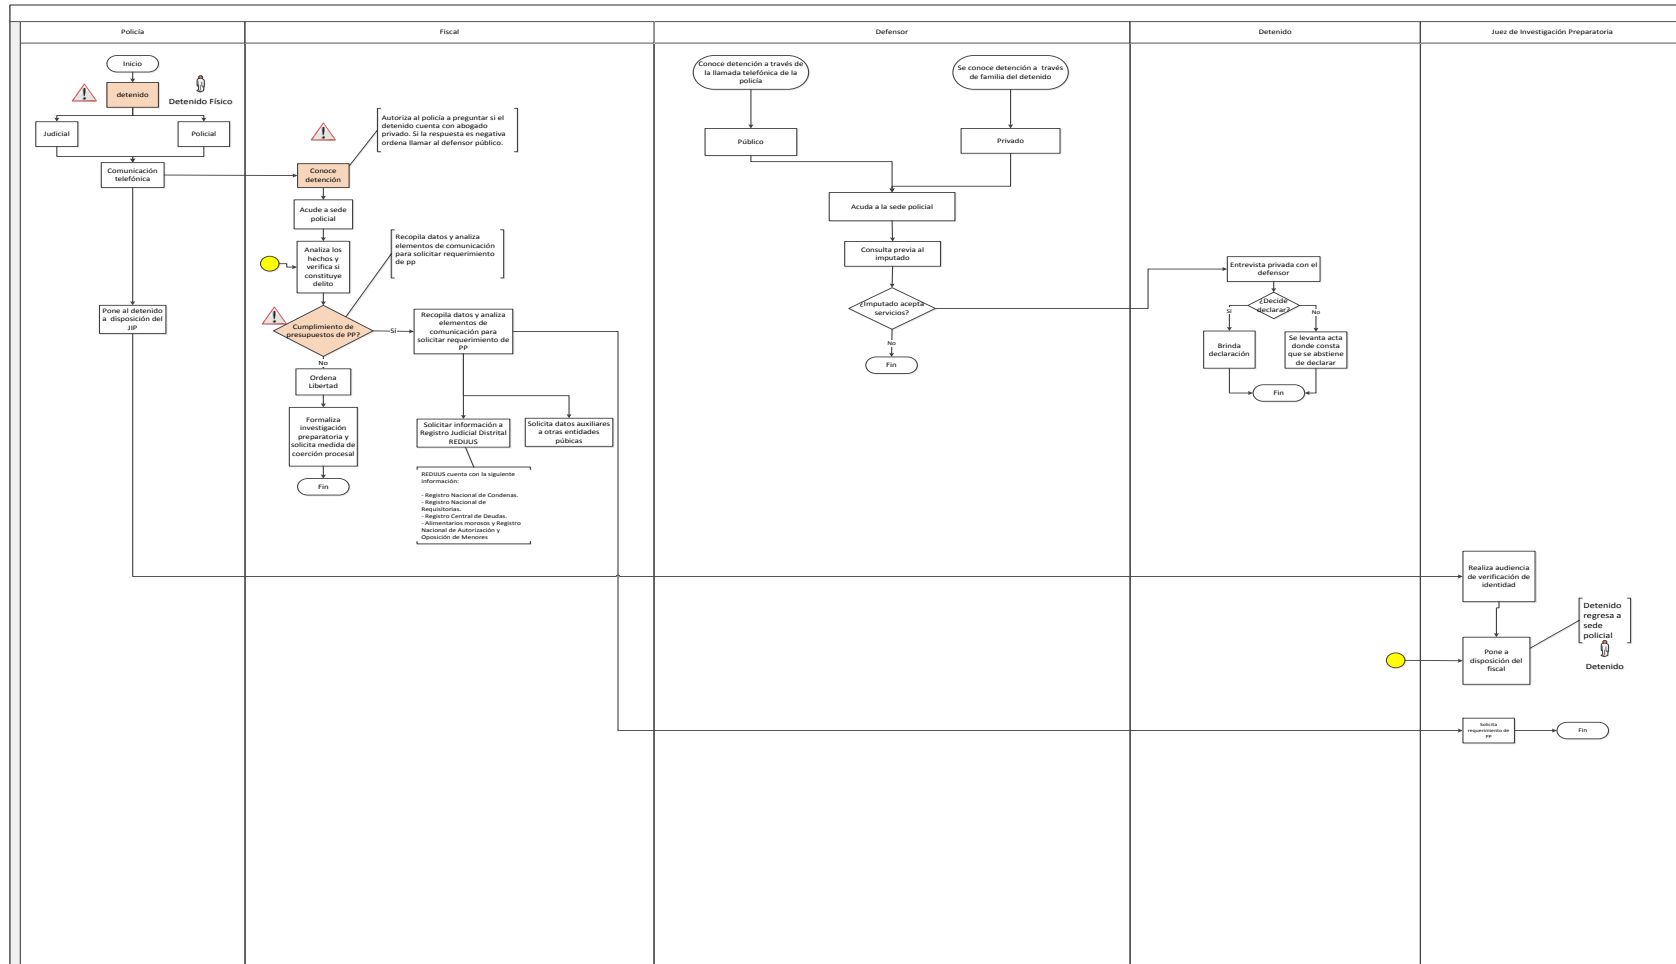 Policía
Fiscal
Defensor
Detenido
Juez de Investigación Preparatoria
Inicio
detenido
Detenido Físico
Judicial
Policial
Comunicación
telefónica
Pone al detenido
a disposición del
JIP
Autoriza al policía a preguntar si el
detenido cuenta con abogado
privado. Si la respuesta es negativa
ordena llamar al defensor público.
Conoce
detención
Acude a sede
policial
Analiza los
hechos y
verifica si
constituye
delito
Recopila datos y analiza
elementos de comunicación
para solicitar requerimiento
de pp
Cumplimiento de
presupuestos de PP?
Sí
Recopila datos y analiza
elementos de
comunicación para
solicitar requerimiento de
PP
No
Ordena
Libertad
Formaliza
investigación
preparatoria y
solicita medida de
coerción procesal
Fin
Solicitar información a
Registro Judicial Distrital
REDIJUS
Solicita datos auxiliares
a otras entidades
púbicas
REDIJUS cuenta con la siguiente
información:
- Registro Nacional de Condenas.
- Registro Nacional de
Requisitorias.
- Registro Central de Deudas.
- Alimentarios morosos y Registro
Nacional de Autorización y
Oposición de Menores
Conoce detención a través de
la llamada telefónica de la
policía
Se conoce detención a través
de familia del detenido
Público
Privado
Acuda a la sede policial
Consulta previa al
imputado
¿Imputado acepta
servicios?
No
Fin
Entrevista privada con el
defensor
¿Decide
declarar?
Sí
No
Brinda
declaración
Se levanta acta
donde consta
que se abstiene
de declarar
Fin
Realiza audiencia
de verificación de
identidad
Detenido
regresa a
sede
policial
Detenido
Pone a
disposición del
fiscal
Solicita
requerimiento de
PP
Fin